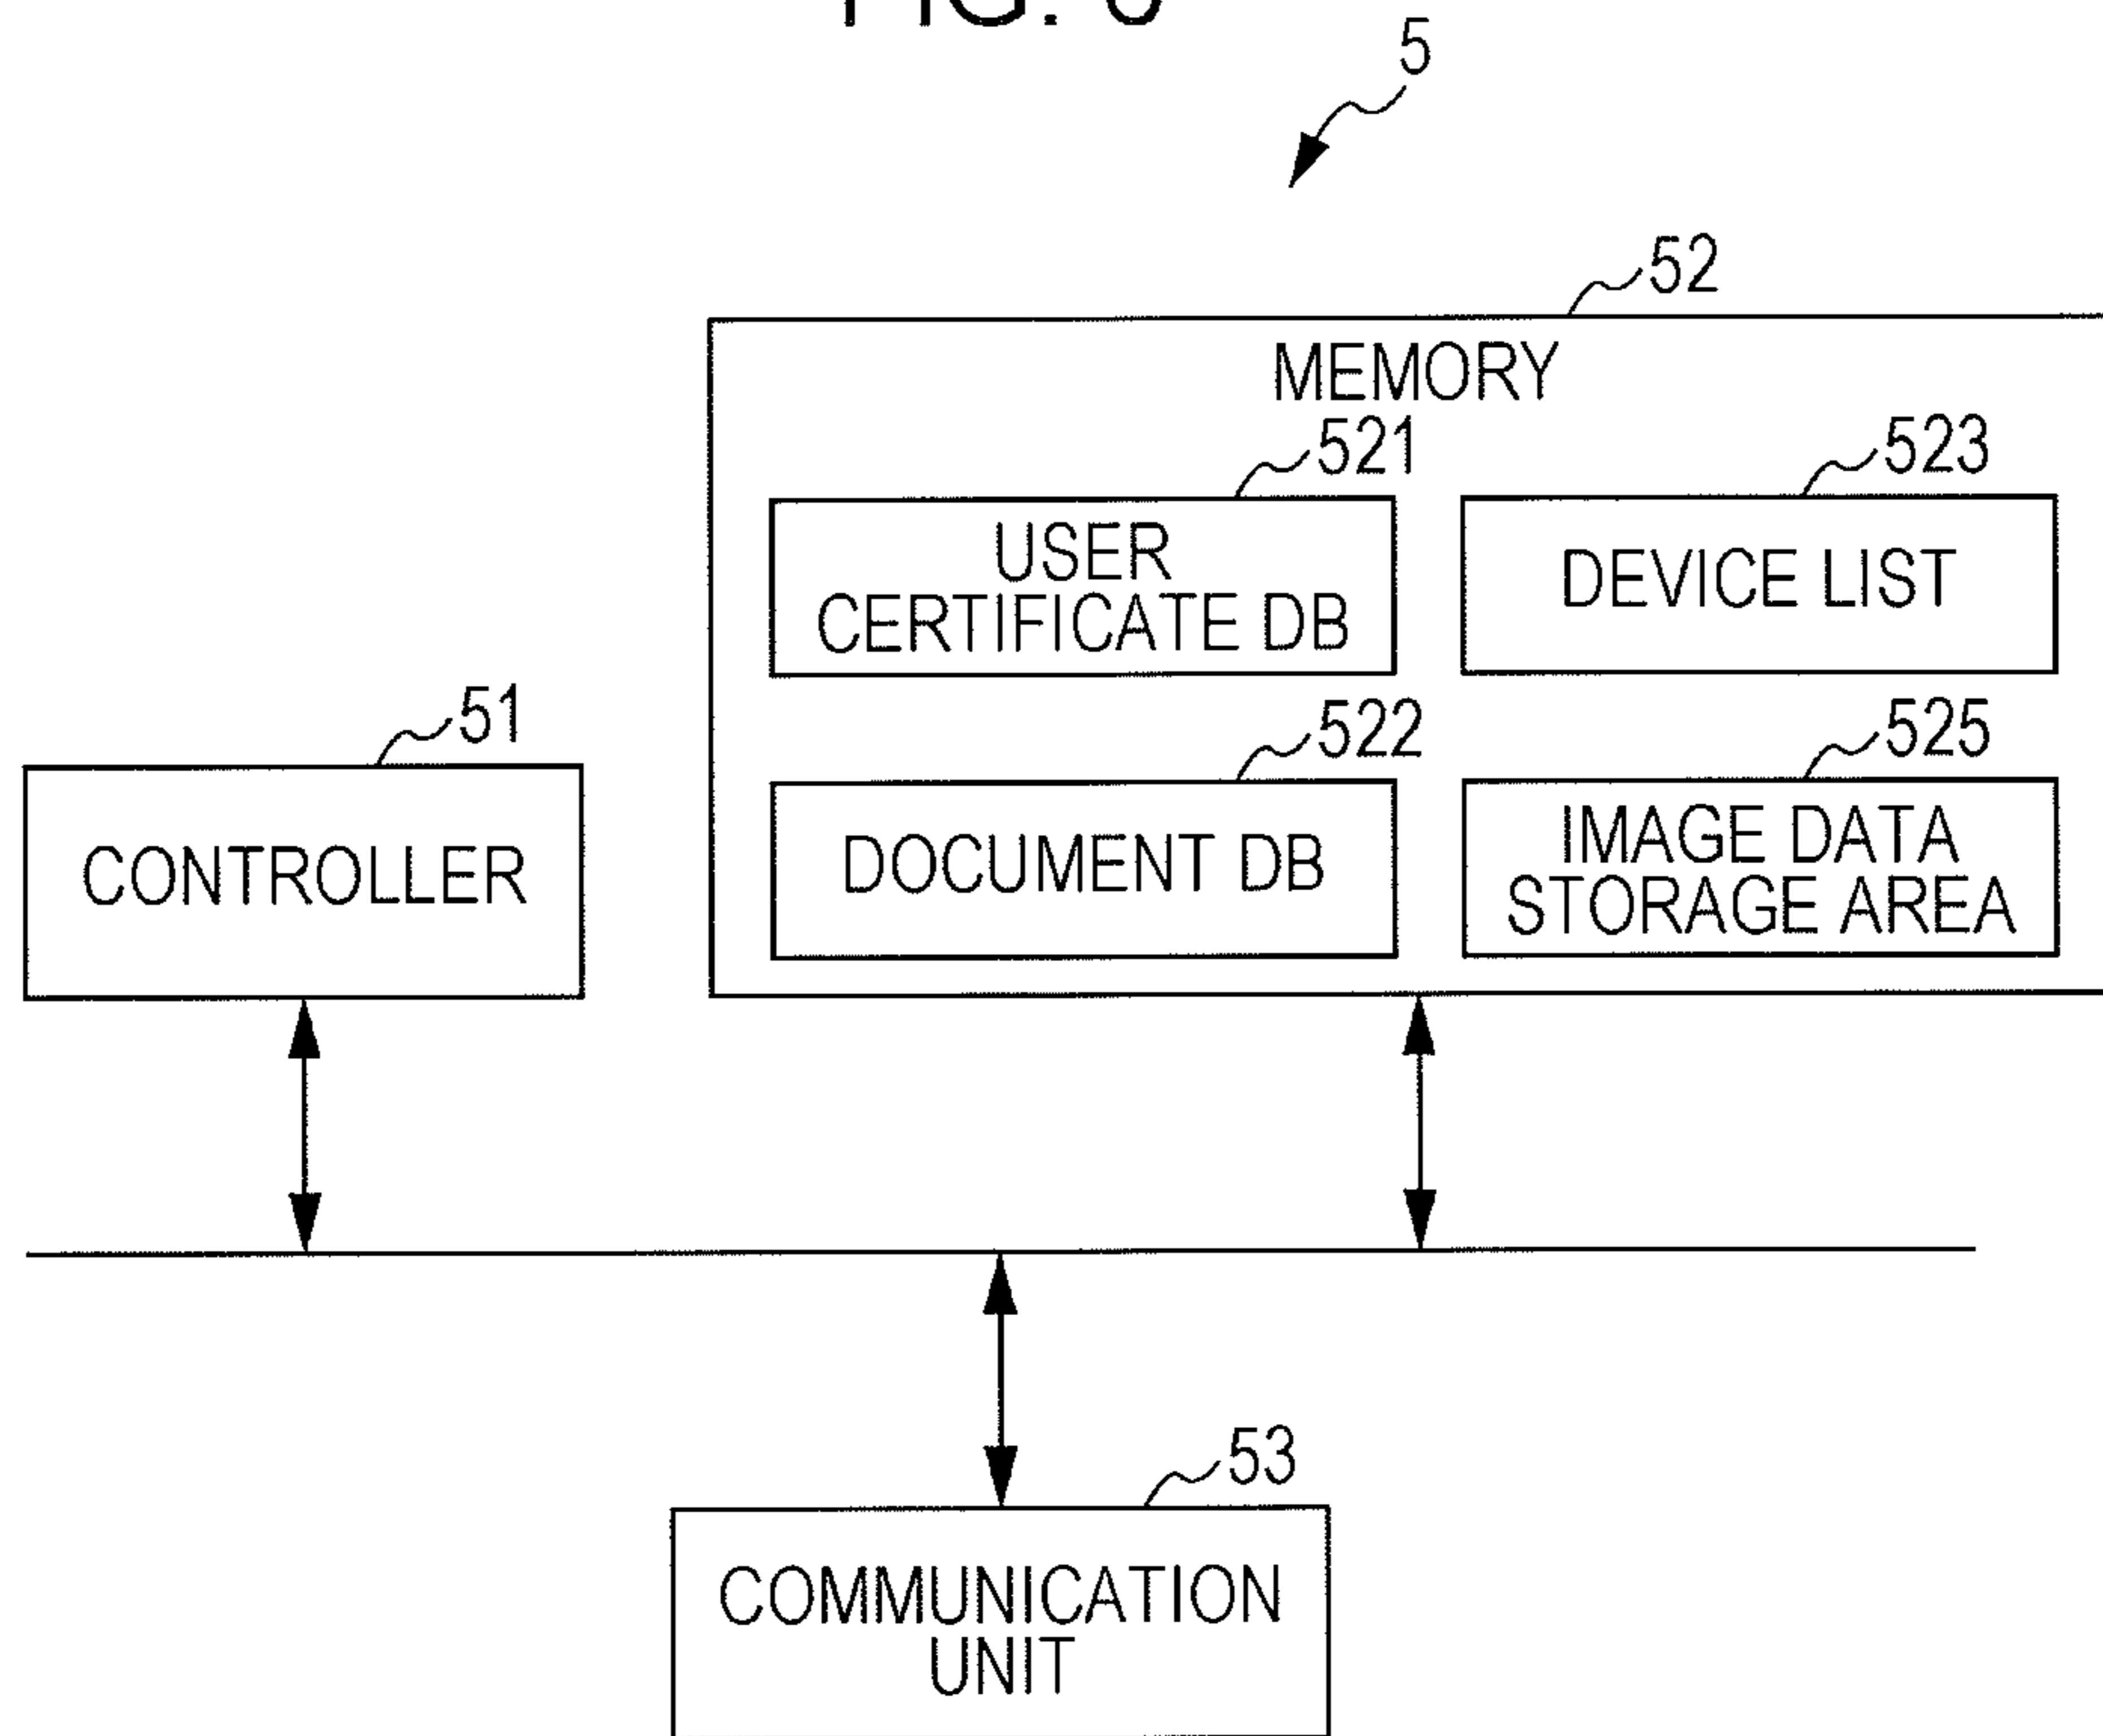 FIG.
5
52
MEMORY
521
523
USER
CERTIFICATE DB
DEVICE LIST
51
522
525
CONTROLLER
DOCUMENT DB
IMAGE DATA
STORAGE AREA
53
COMMUNICATION
UNIT